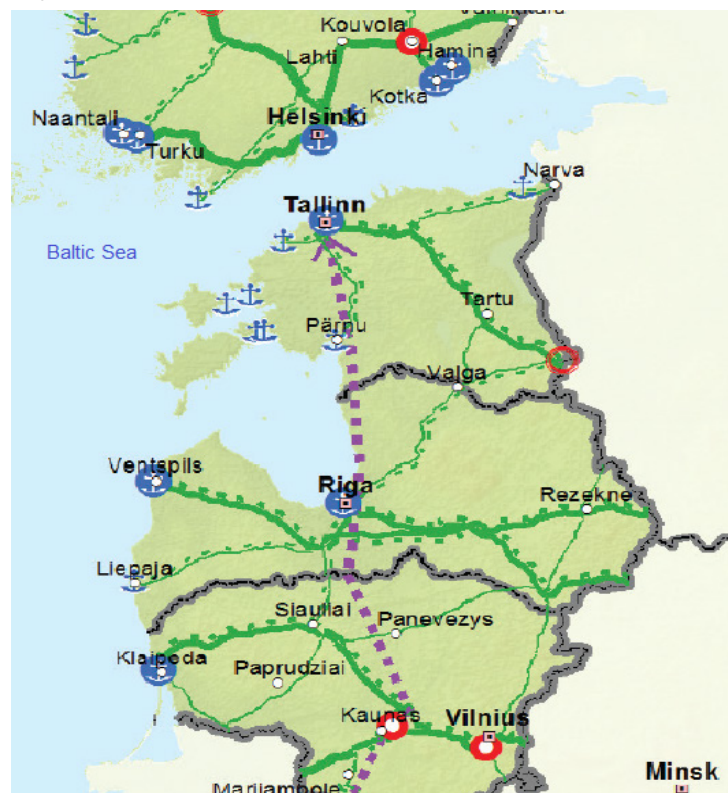 Kouvola
Lahti
Hamina
Kotka
Naantali
Helsinki
Turku
Narva
Tallinn
Baltic Sea
Tartu
Pärnu
Valga
Ventspils
Riga
Rezekne
Liepaja
Siauliai
Panevezys
Klaipeda
Paprudziai
Kaunas
Vilnius
Minsk
Marijampole